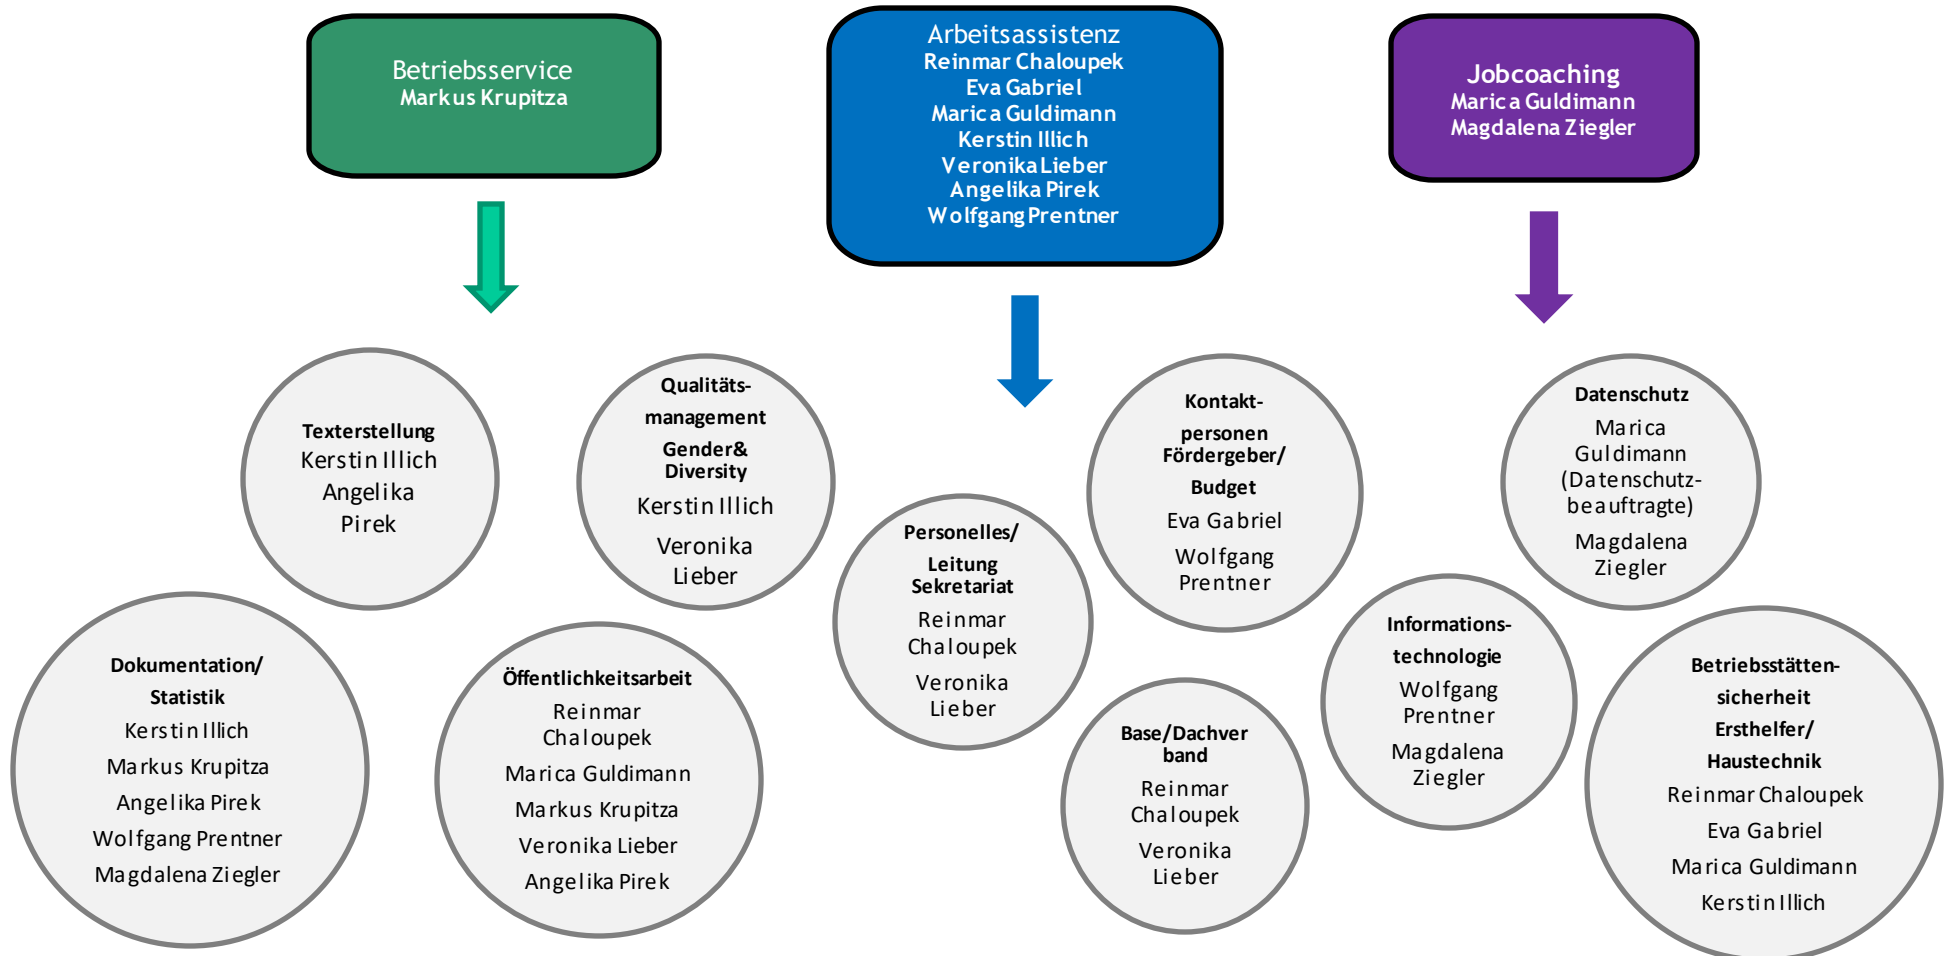 Betriebsservice
Markus Krupitza
Arbeitsassistenz
Reinmar Chaloupek
Eva Gabriel
Marica Guldimann
Kerstin Illich
Veronika Lieber
Angelika Pirek
Wolfgang Prentner
Jobcoaching
Marica Guldimann
Magdalena Ziegler
Texterstellung
Kerstin Illich
Angelika
Pirek
Qualitäts-
management
Gender&
Diversity
Kerstin Illich
Veronika
Lieber
Kontakt-
personen
Fördergeber/
Budget
Eva Gabriel
Wolfgang
Prentner
Datenschutz
Marica
Guldimann
(Datenschutz-
beauftragte)
Magdalena
Ziegler
Personelles/
Leitung
Sekretariat
Reinmar
Chaloupek
Veronika
Lieber
Dokumentation/
Statistik
Kerstin Illich
Markus Krupitza
Angelika Pirek
Wolfgang Prentner
Magdalena Ziegler
Öffentlichkeitsarbeit
Reinmar
Chaloupek
Marica Guldimann
Markus Krupitza
Veronika Lieber
Angelika Pirek
Base/Dachver
band
Reinmar
Chaloupek
Veronika
Lieber
Informations-
technologie
Wolfgang
Prentner
Magdalena
Ziegler
Betriebsstätten-
sicherheit
Ersthelfer/
Haustechnik
Reinmar Chaloupek
Eva Gabriel
Marica Guldimann
Kerstin Illich